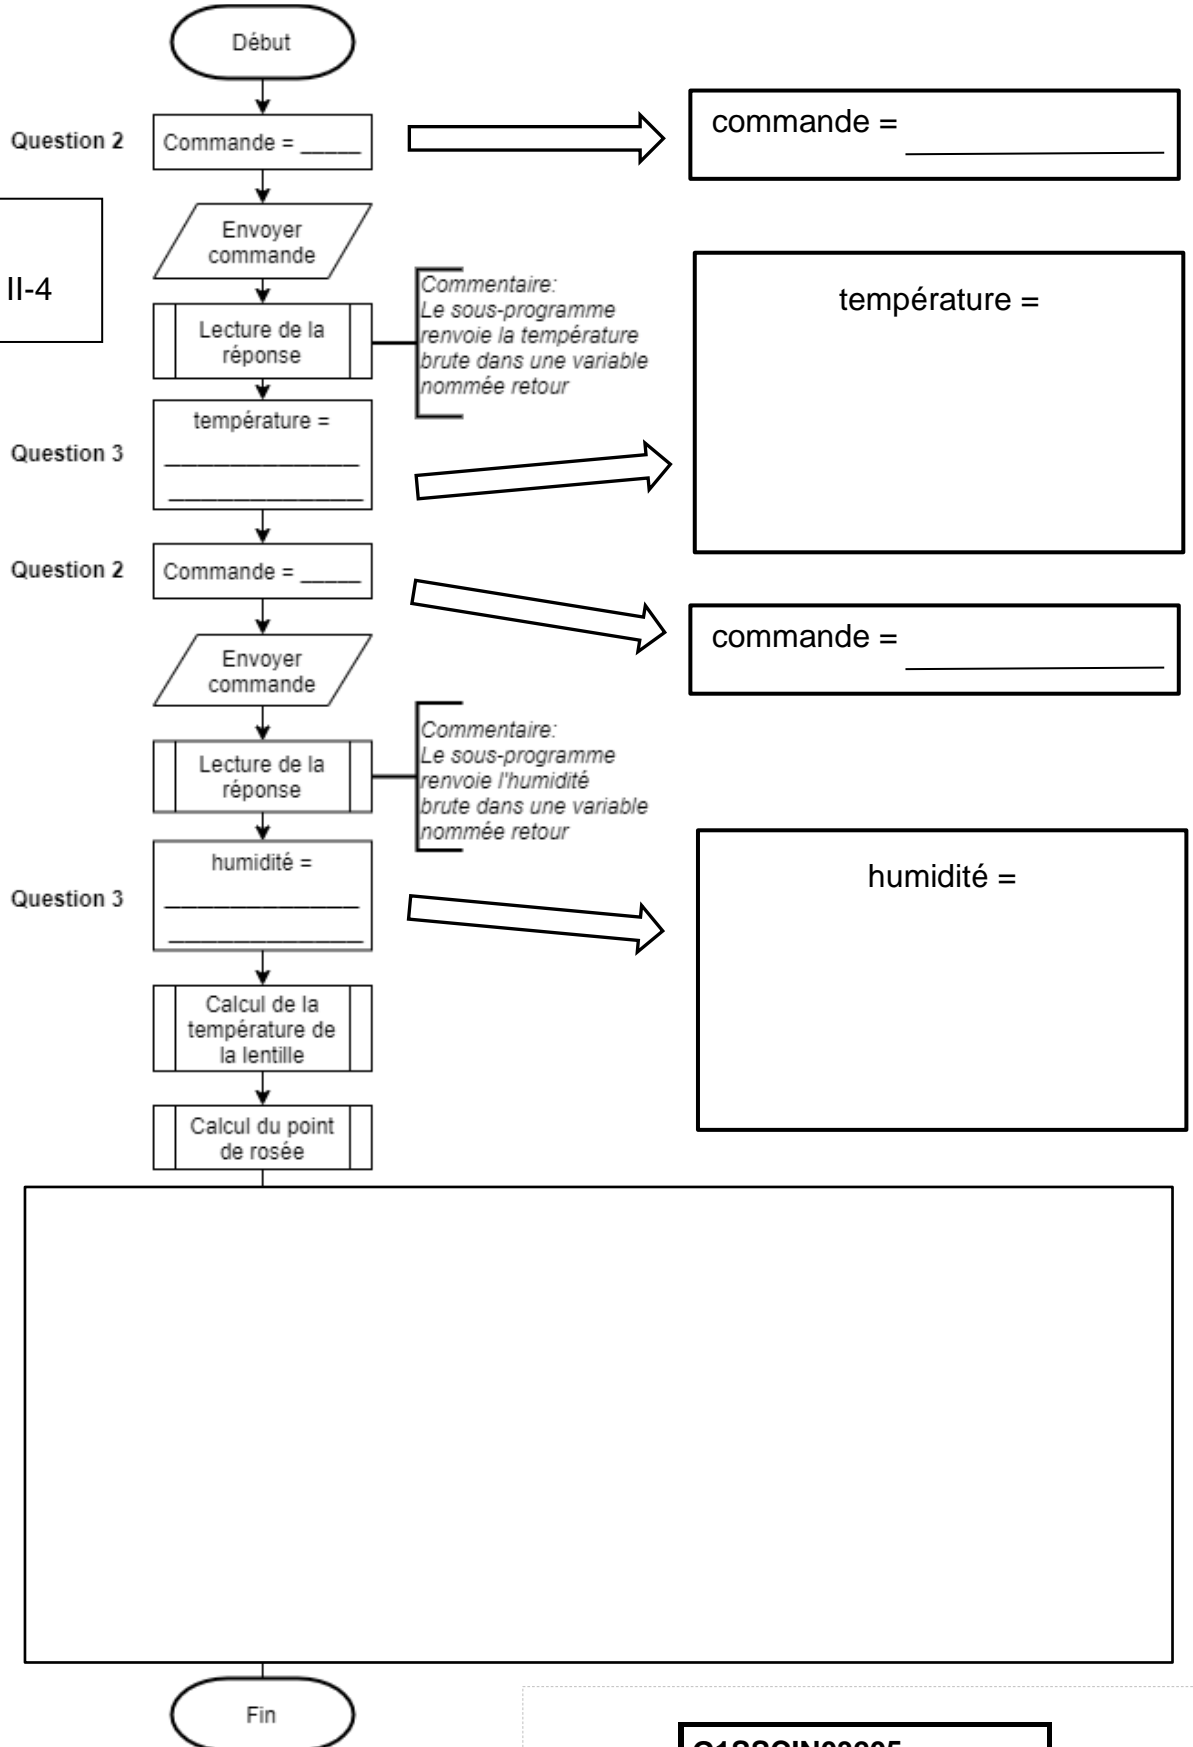 Début
Question 2
Commande = _____
commande =
Envoyer
commande
II-4
Commentaire:
Le sous-programme
renvoie la température
brute dans une variable
nommée retour
Lecture de la
réponse
température =
Question 3
température =
Question 2
Commande = _____
commande =
Envoyer
commande
Commentaire:
Le sous-programme
renvoie l'humidité
brute dans une variable
nommée retour
Lecture de la
réponse
humidité =
Question 3
humidité =
Calcul de la
température de
la lentille
Calcul du point
de rosée
Fin